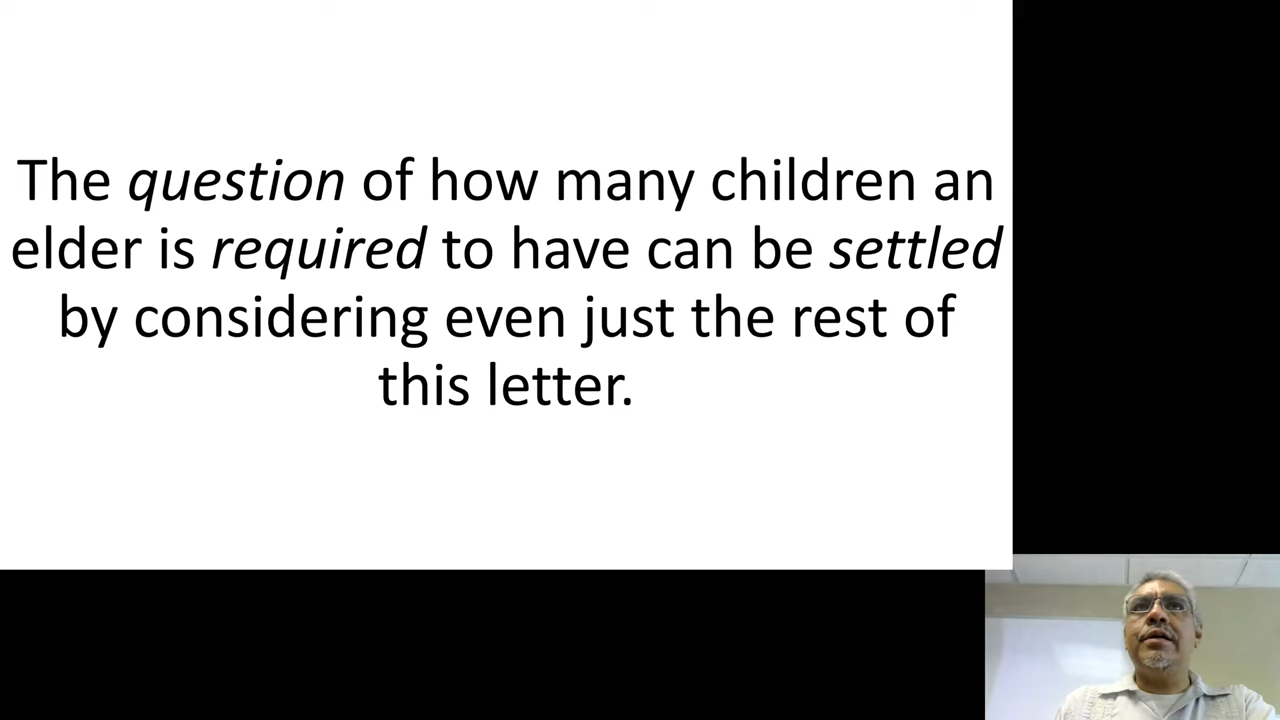 The question of how many children an
elder is required to have can be settled
by considering even just the rest of
this letter.